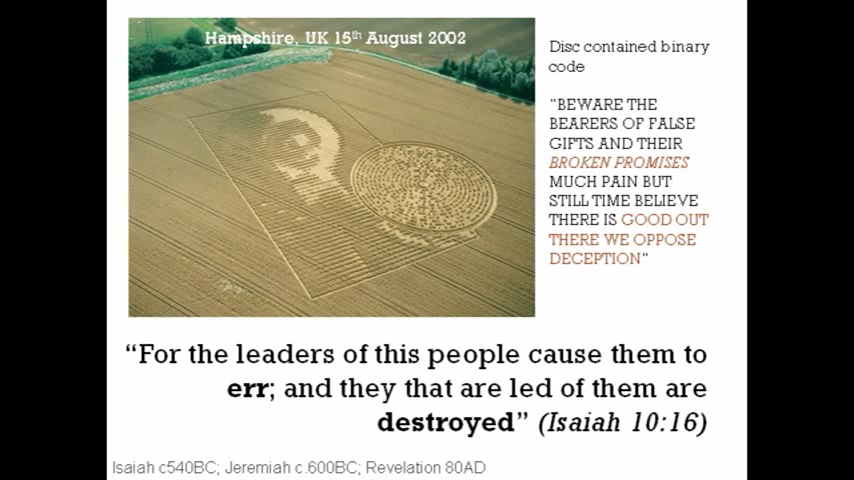 Hampshire, UK 15th August 2002
Disc contained binary
code
"BEWARE THE
BEARERS OF FALSE
GIFTS AND THEIR
BROKEN PROMISES
MUCH PAIN BUT
STILL TIME BELIEVE
THERE IS GOOD OUT
THERE WE OPPOSE
DECEPTION"
“For the leaders of this people cause them to
err; and they that are led of them are
destroyed” (Isaiah 10:16)
Isaiah c540BC; Jeremiah c.600BC; Revelation 80AD